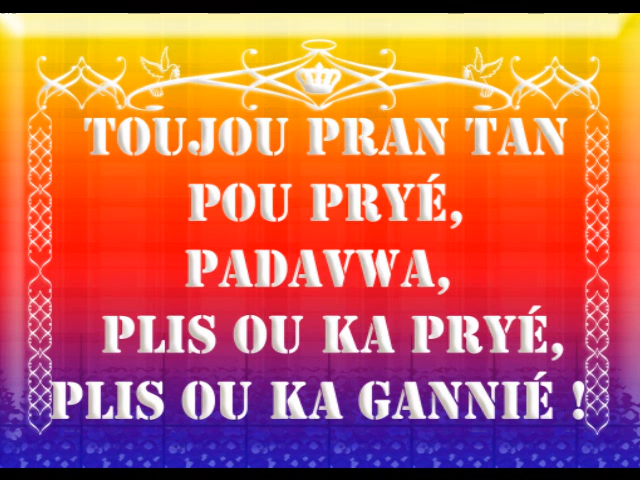 TOUJOU PRAN TAN
POU PRYÉ,
PADAVWA,
PLIS OU KA PRYÉ,
PLIS OU KA GANNIÉ !